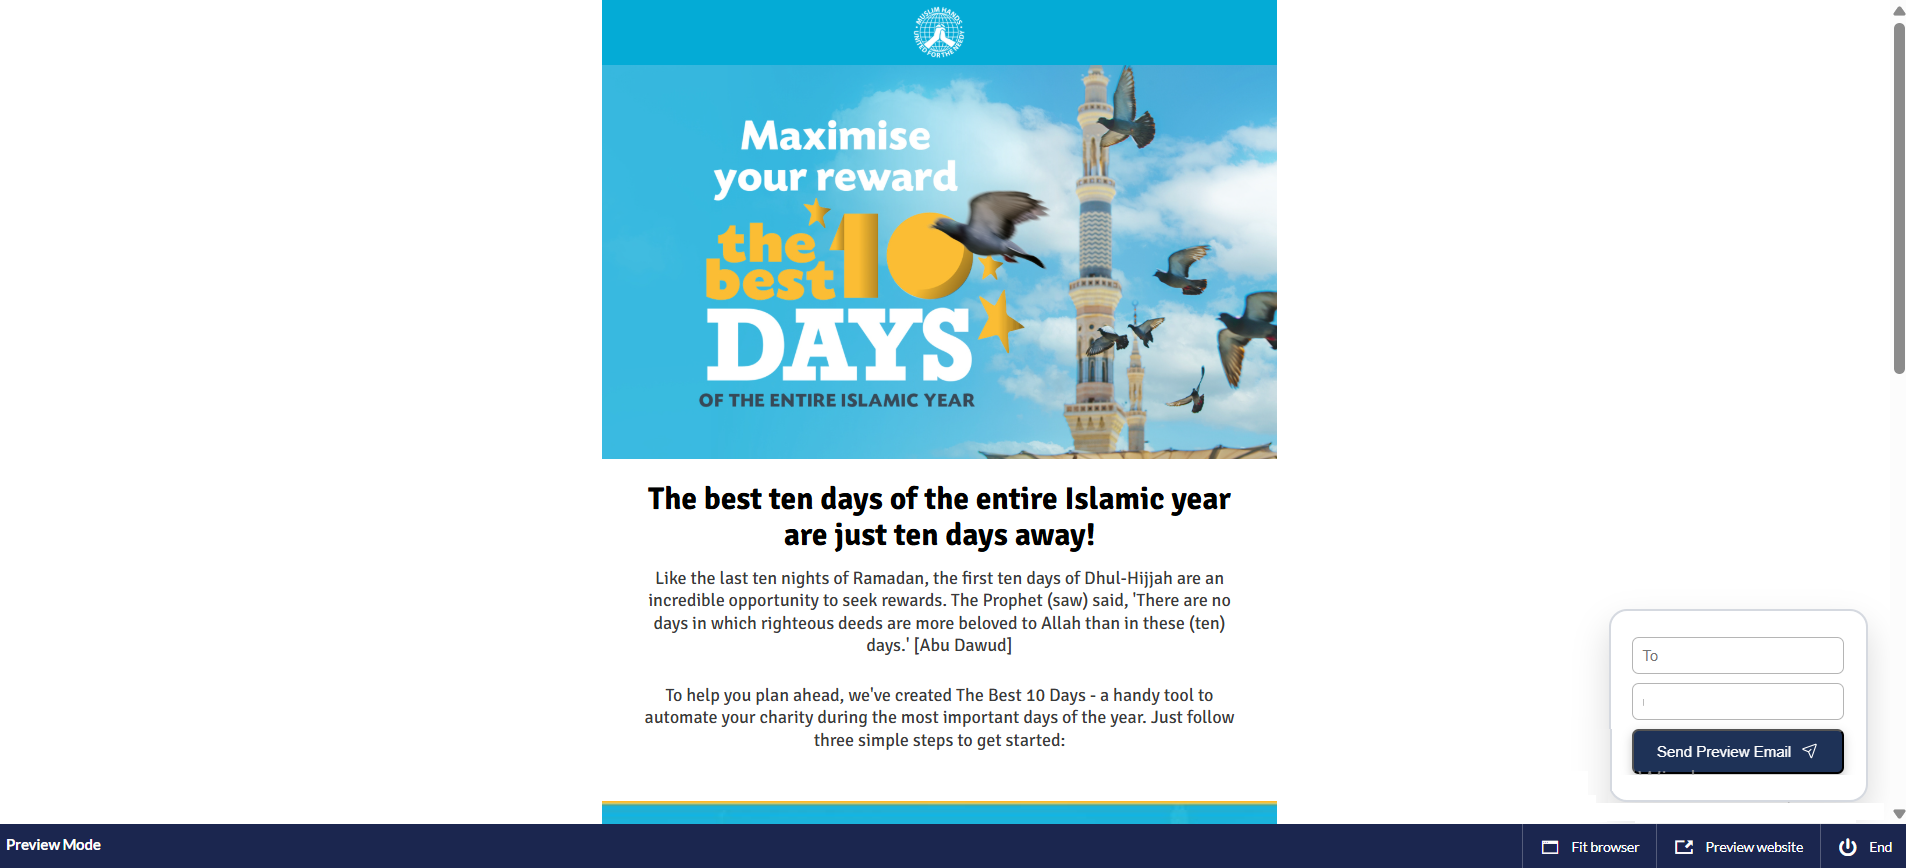 MUSLIM HANDS
UNITED FOR THE NEEDY
Maximise
your reward
the
best 10
DAYS
OF THE ENTIRE ISLAMIC YEAR
The best ten days of the entire Islamic year
are just ten days away!
Like the last ten nights of Ramadan, the first ten days of Dhul-Hijjah are an
incredible opportunity to seek rewards. The Prophet (saw) said, 'There are no
days in which righteous deeds are more beloved to Allah than in these (ten)
days.' [Abu Dawud]
To help you plan ahead, we've created The Best 10 Days - a handy tool to
automate your charity during the most important days of the year. Just follow
three simple steps to get started:
To
Send Preview Email
Preview Mode
Fit browser
Preview website
End